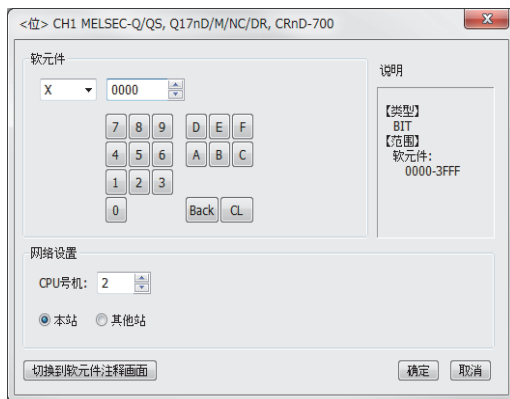 <位> CH1 MELSEC-Q/QS, Q17nD/M/NC/DR, CRnD-700
软元件
X 0000
7 8 9 D E F
4 5 6 A B C
1 2 3
0 Back CL
说明
【类型】
BIT
【范围】
软元件:
0000-3FFF
网络设置
CPU号机: 2
本站 其他站
切换到软元件注释画面 确定 取消